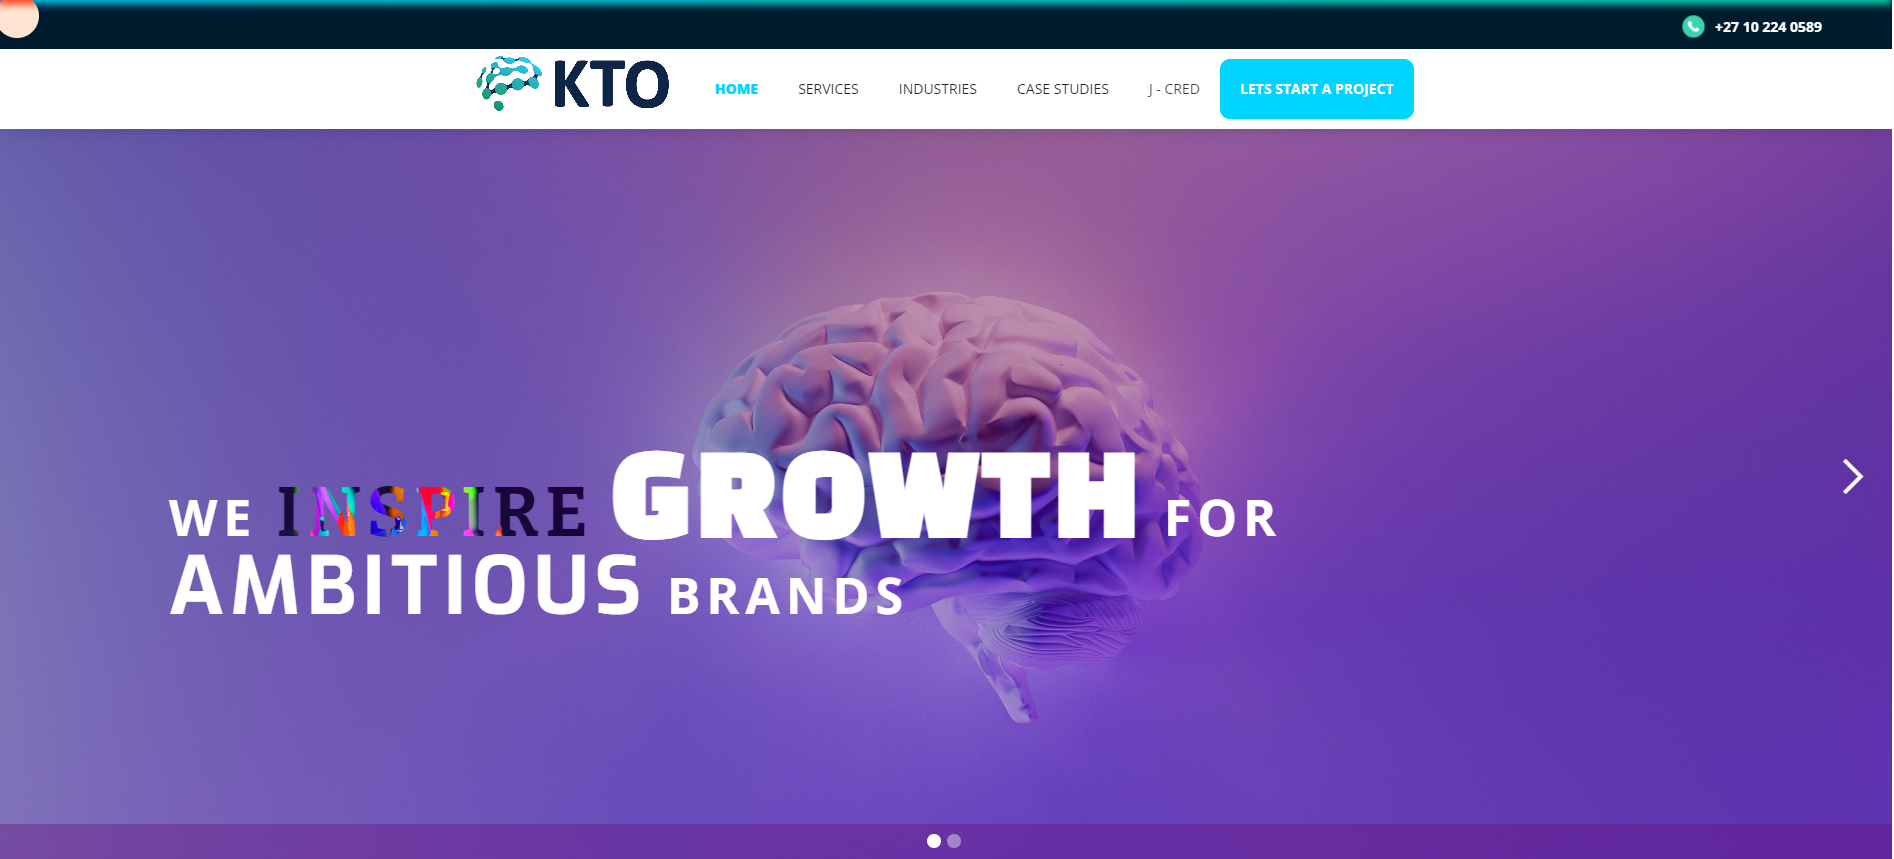 +27 10 224 0589
KTO HOME SERVICES INDUSTRIES CASE STUDIES J - CRED LETS START A PROJECT
WE INSPIRE GROWTH FOR
AMBITIOUS BRANDS